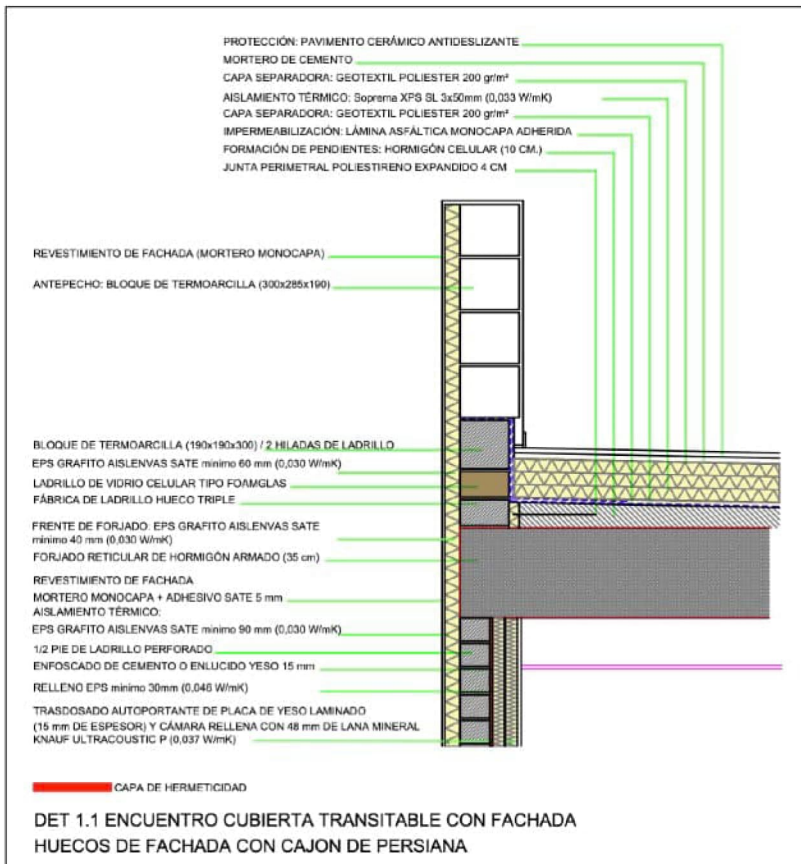 PROTECCIÓN: PAVIMENTO CERÁMICO ANTIDESLIZANTE
MORTERO DE CEMENTO
CAPA SEPARADORA: GEOTEXTIL POLIESTER 200 gr/m²
AISLAMIENTO TÉRMICO: Soprema XPS SL 3x50mm (0,033 W/mK)
CAPA SEPARADORA: GEOTEXTIL POLIESTER 200 gr/m²
IMPERMEABILIZACIÓN: LÁMINA ASFÁLTICA MONOCAPA ADHERIDA
FORMACIÓN DE PENDIENTES: HORMIGÓN CELULAR (10 CM.)
JUNTA PERIMETRAL POLIESTIRENO EXPANDIDO 4 CM
REVESTIMIENTO DE FACHADA (MORTERO MONOCAPA)
ANTEPECHO: BLOQUE DE TERMOARCILLA (300x285x190)
BLOQUE DE TERMOARCILLA (190x190x300) / 2 HILADAS DE LADRILLO
EPS GRAFITO AISLENVAS SATE minimo 60 mm (0,030 W/mK)
LADRILLO DE VIDRIO CELULAR TIPO FOAMGLAS
FÁBRICA DE LADRILLO HUECO TRIPLE
FRENTE DE FORJADO: EPS GRAFITO AISLENVAS SATE
minimo 40 mm (0,030 W/mK)
FORJADO RETICULAR DE HORMIGÓN ARMADO (35 cm)
REVESTIMIENTO DE FACHADA
MORTERO MONOCAPA + ADHESIVO SATE 5 mm
AISLAMIENTO TÉRMICO:
EPS GRAFITO AISLENVAS SATE minimo 90 mm (0,030 W/mK)
1/2 PIE DE LADRILLO PERFORADO
ENFOSCADO DE CEMENTO O ENLUCIDO YESO 15 mm
RELLENO EPS minimo 30mm (0,046 W/mK)
TRASDOSADO AUTOPORTANTE DE PLACA DE YESO LAMINADO
(15 mm DE ESPESOR) Y CÁMARA RELLENA CON 48 mm DE LANA MINERAL
KNAUF ULTRACOUSTIC P (0,037 W/mK)
CAPA DE HERMETICIDAD
DET 1.1 ENCUENTRO CUBIERTA TRANSITABLE CON FACHADA
HUECOS DE FACHADA CON CAJON DE PERSIANA